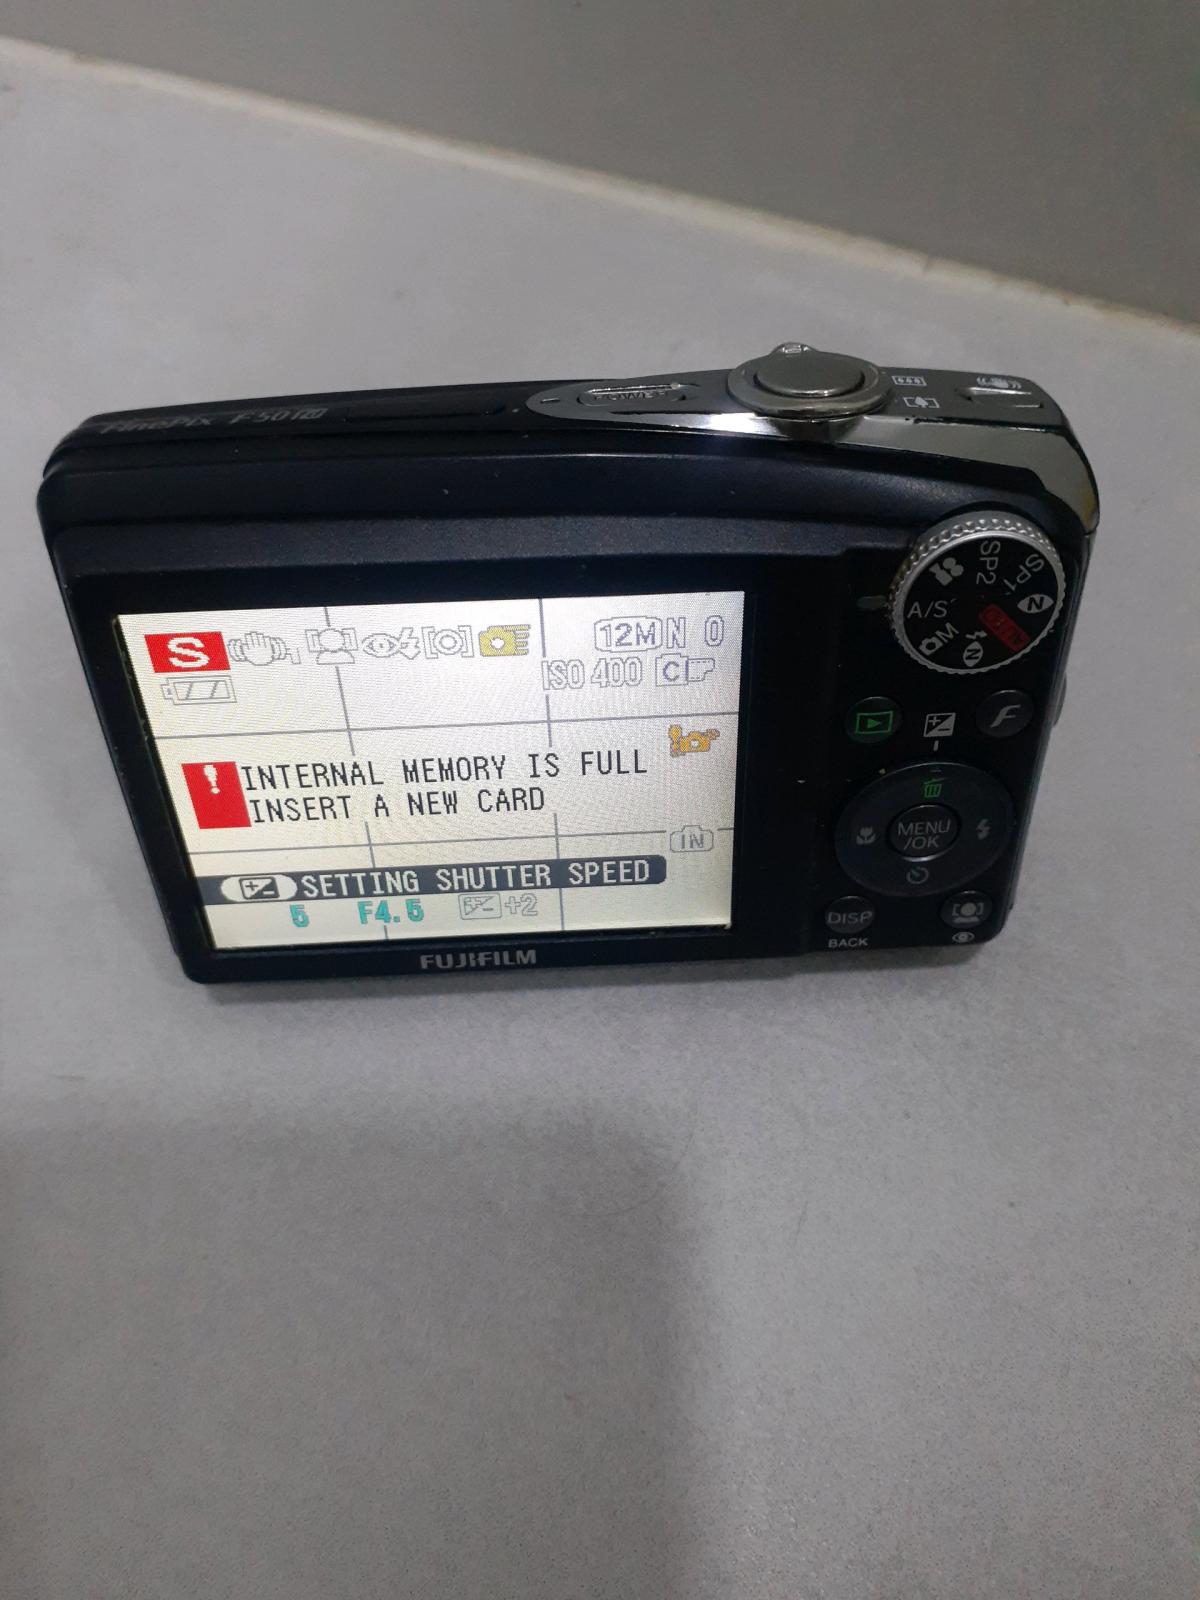 FinePix F50fd
POWER
SP2
SP1
N
A/S
AUTO
M
N
S
12M N 0
ISO 400
F
INTERNAL MEMORY IS FULL
INSERT A NEW CARD
IN
MENU
/OK
SETTING SHUTTER SPEED
5 F4.5 +2
DISP
BACK
FUJIFILM